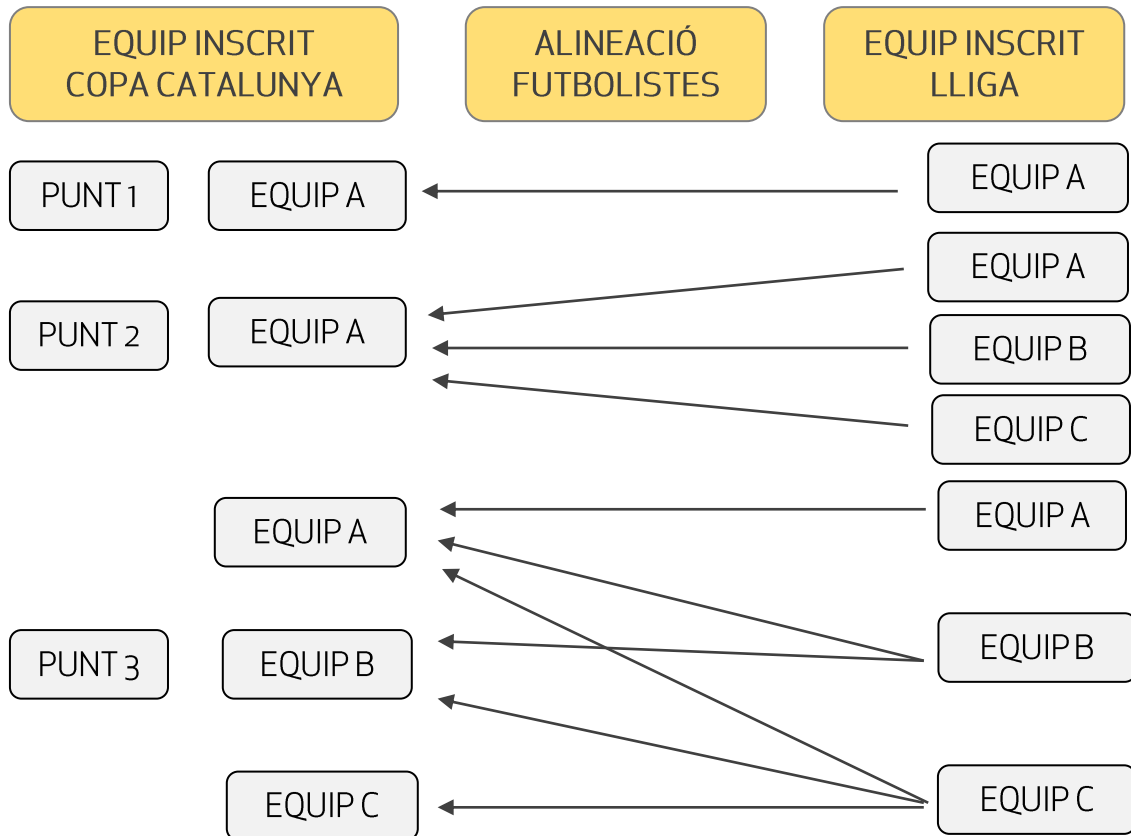 EQUIP INSCRIT
COPA CATALUNYA
ALINEACIÓ
FUTBOLISTES
EQUIP INSCRIT
LLIGA
PUNT 1
EQUIP A
EQUIP A
PUNT 2
EQUIP A
EQUIP A
EQUIP B
EQUIP C
EQUIP A
EQUIP A
PUNT 3
EQUIP B
EQUIP B
EQUIP C
EQUIP C